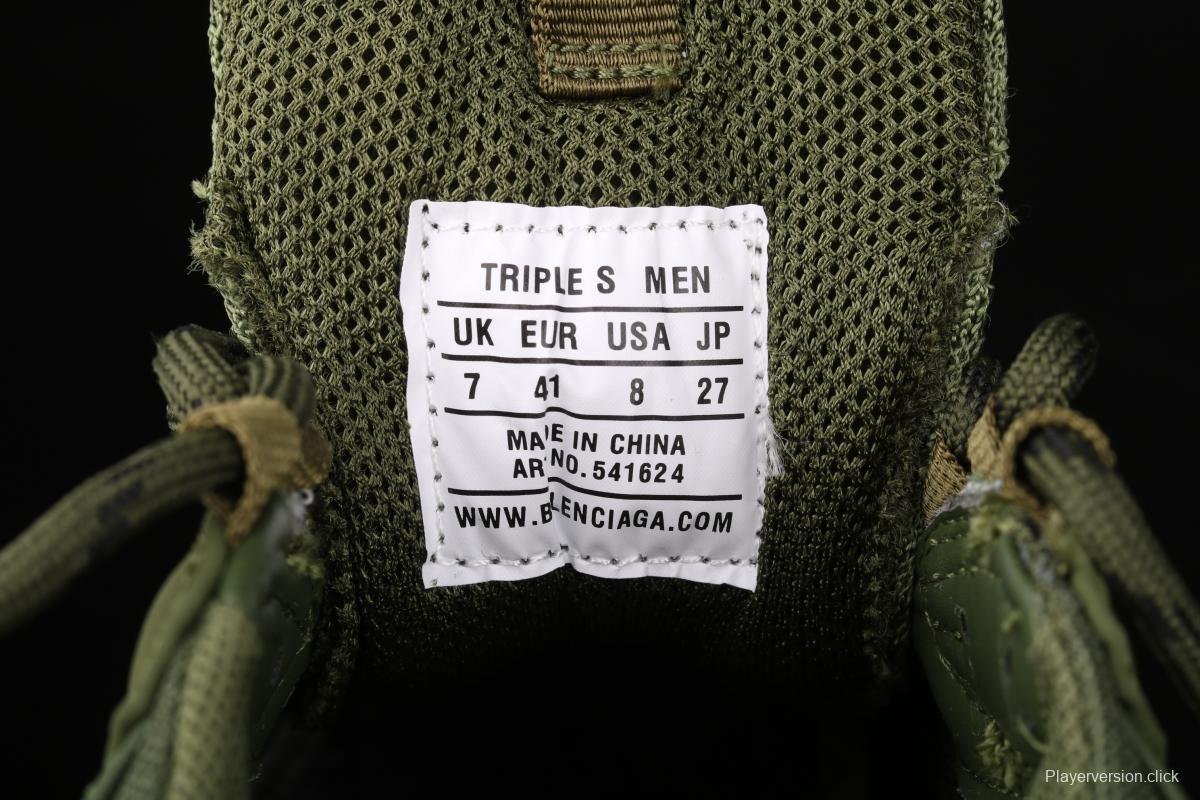 TRIPLE S MEN
UK EUR USA JP
7 41 8 27
MADE IN CHINA
ART NO. 541624
WWW.BALENCIAGA.COM
Playerversion.click